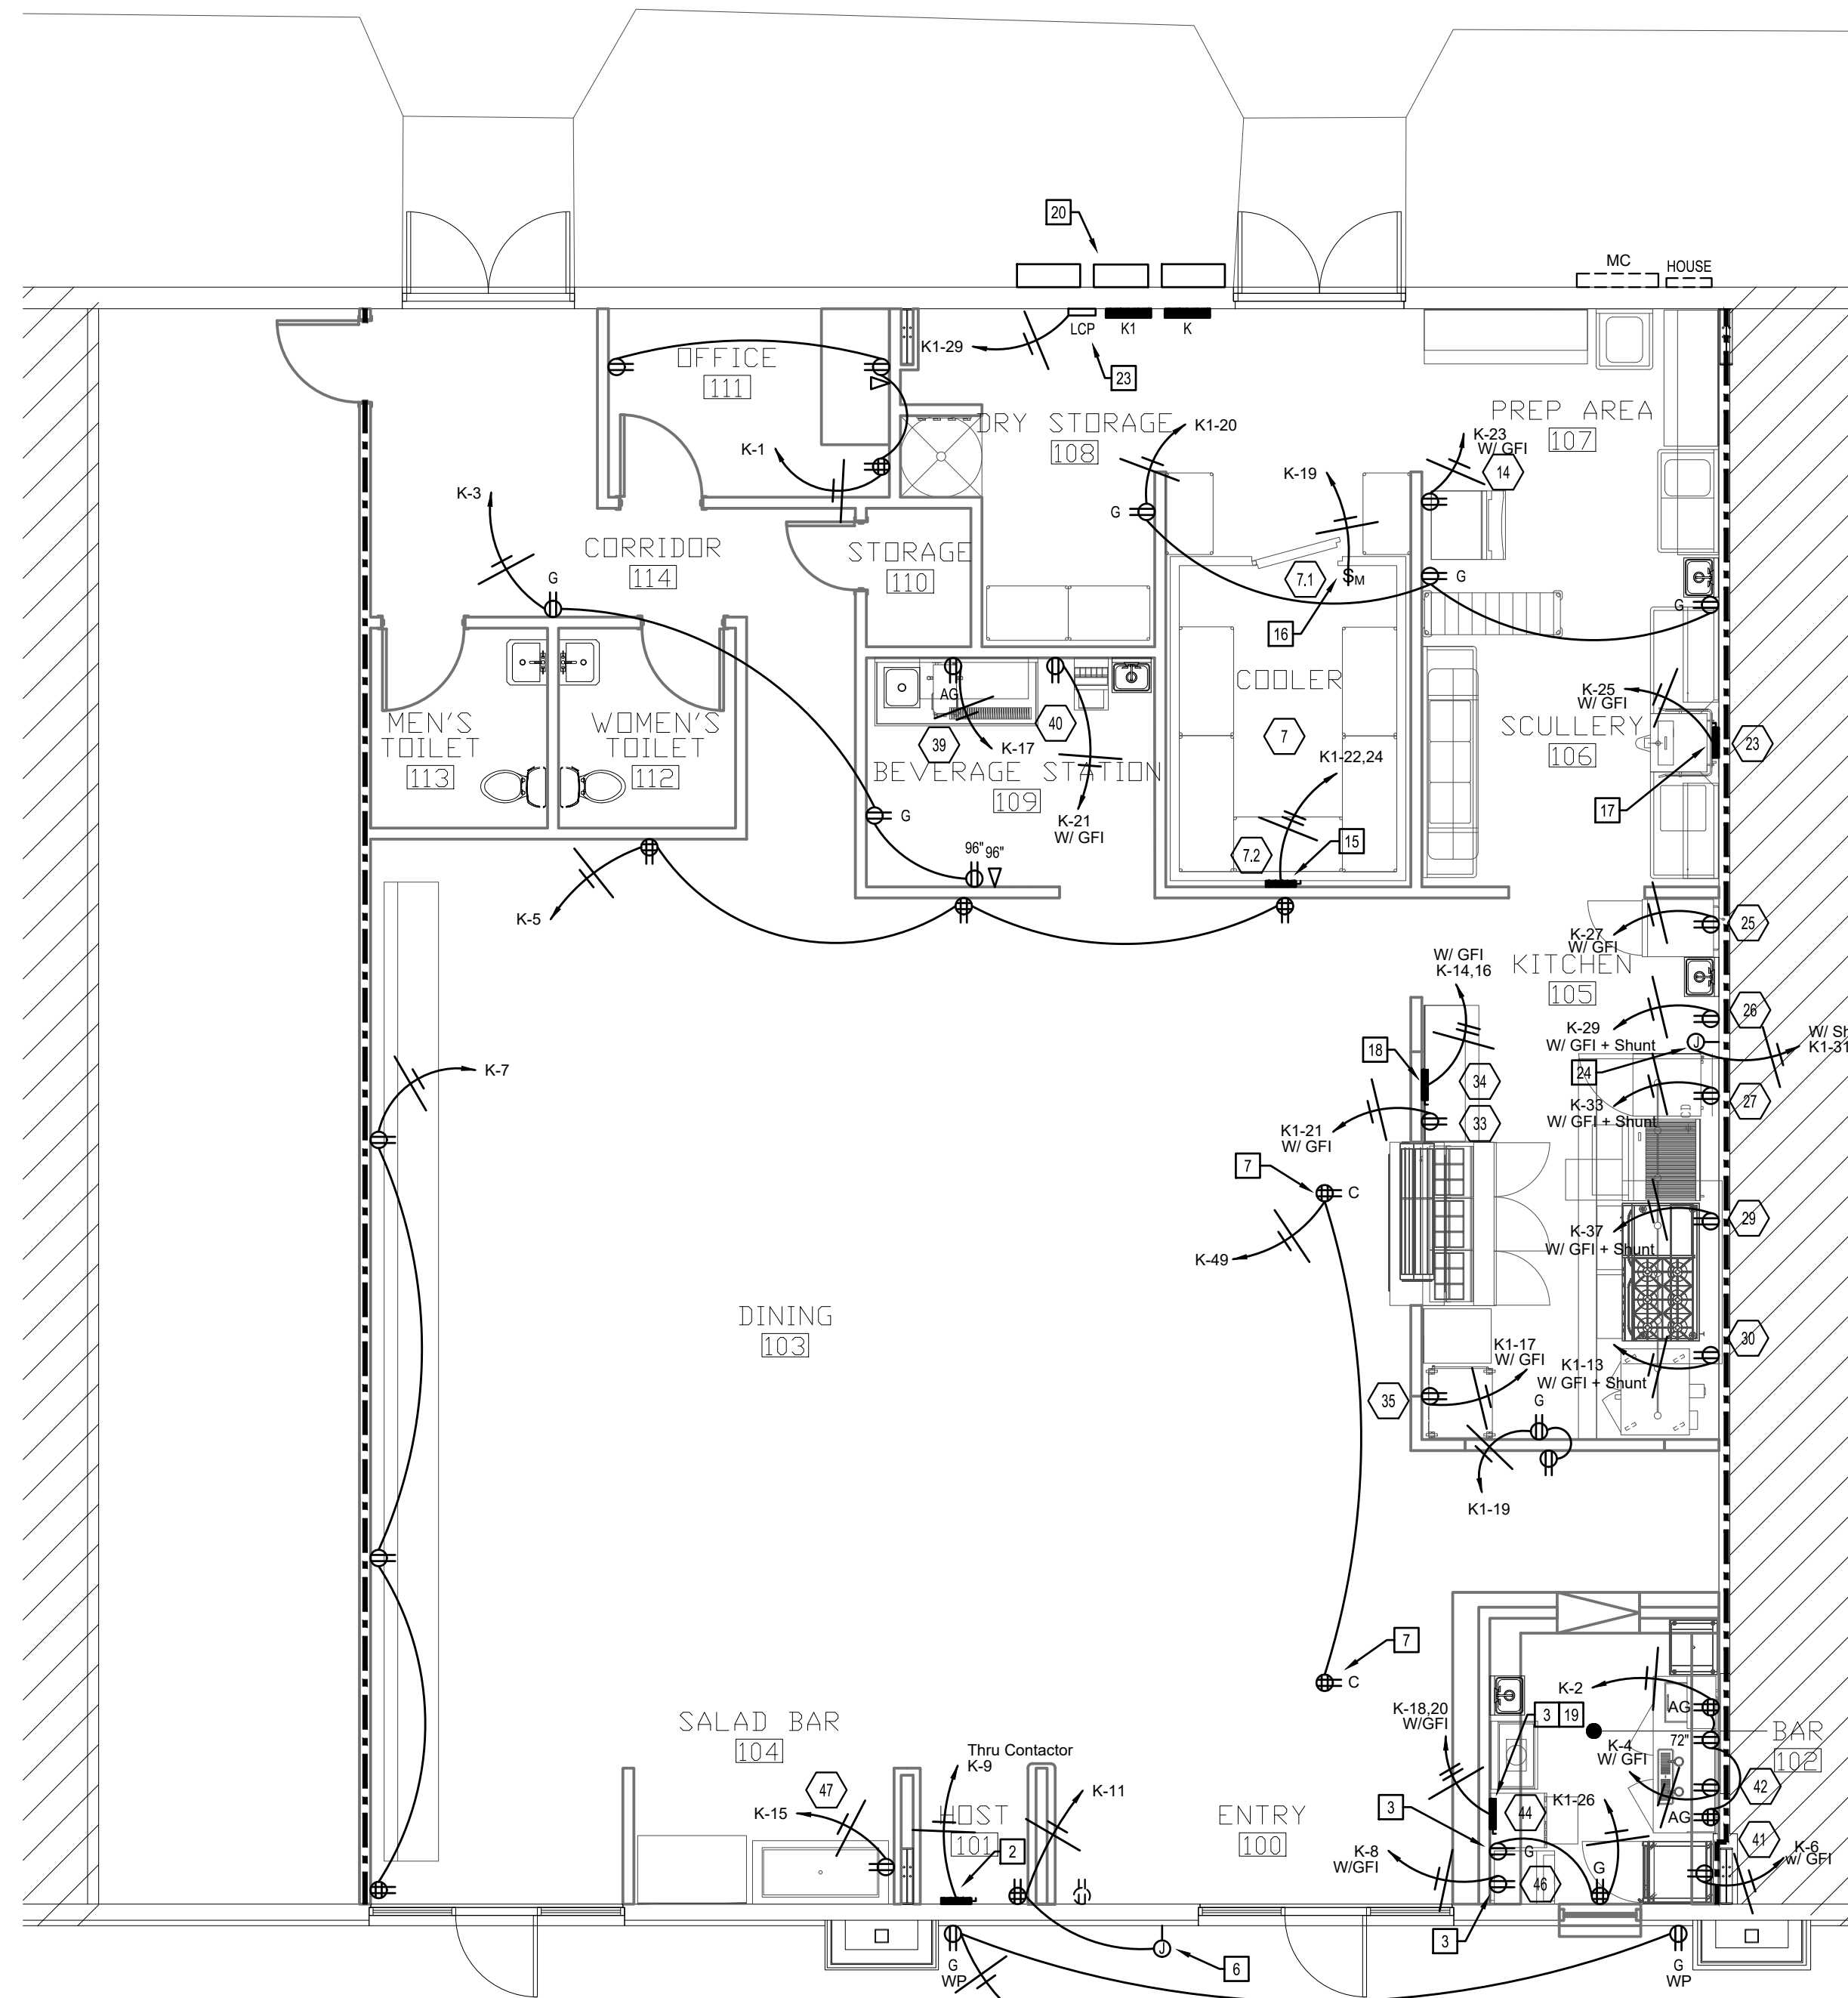 20
MC
HOUSE
LCP
K1
K
K1-29
23
OFFICE
111
K-1
DRY STORAGE
108
K1-20
PREP AREA
107
K-23
W/ GFI
14
K-19
K-3
G
G
CORRIDOR
114
STORAGE
110
7.1
SM
16
G
G
MEN'S
TOILET
113
WOMEN'S
TOILET
112
AG
39
40
K-17
BEVERAGE STATION
109
K-21
W/ GFI
G
96"
96"
COOLER
7
K1-22,24
7.2
15
K-25
W/ GFI
SCULLERY
106
23
17
K-5
K-27
W/ GFI
25
KITCHEN
105
W/ GFI
K-14,16
K-29
W/ GFI + Shunt
26
K1-31
24
18
34
33
K-33
W/ GFI + Shunt
27
K-7
K1-21
W/ GFI
7
C
K-49
K-37
W/ GFI + Shunt
29
DINING
103
30
K1-17
W/ GFI
K1-13
W/ GFI + Shunt
35
G
K1-19
7
C
SALAD BAR
104
Thru Contactor
K-9
K-18,20
W/GFI
K-2
3
19
AG
72"
K-4
W/ GFI
BAR
102
42
AG
47
K-15
HOST
101
2
K-11
ENTRY
100
3
44
K1-26
G
K-8
W/GFI
46
G
41
K-6
w/ GFI
3
J
6
G
WP
G
WP
J